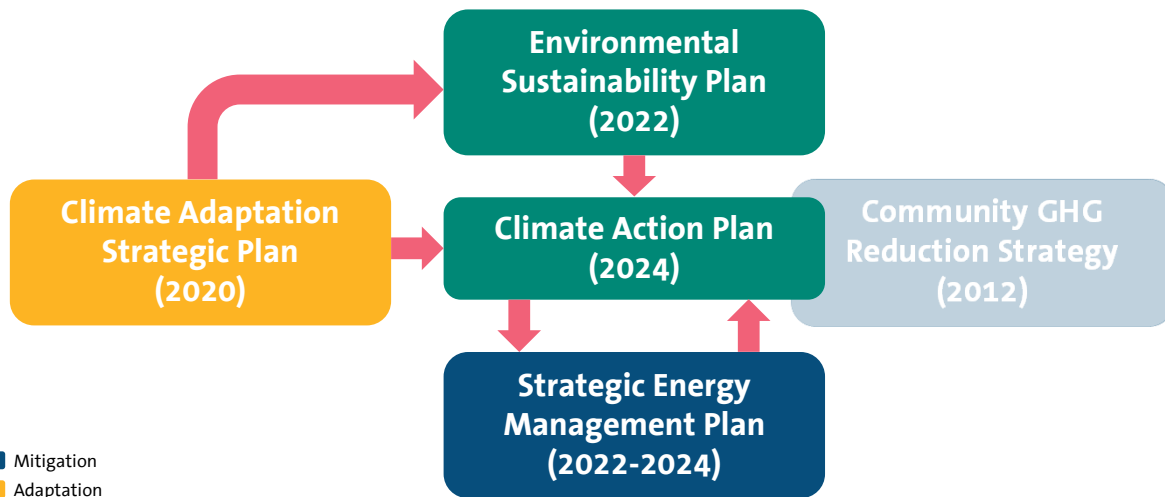 Environmental
Sustainability Plan
(2022)
Climate Adaptation
Strategic Plan
(2020)
Climate Action Plan
(2024)
Community GHG
Reduction Strategy
(2012)
Strategic Energy
Management Plan
(2022-2024)
Mitigation
Adaptation